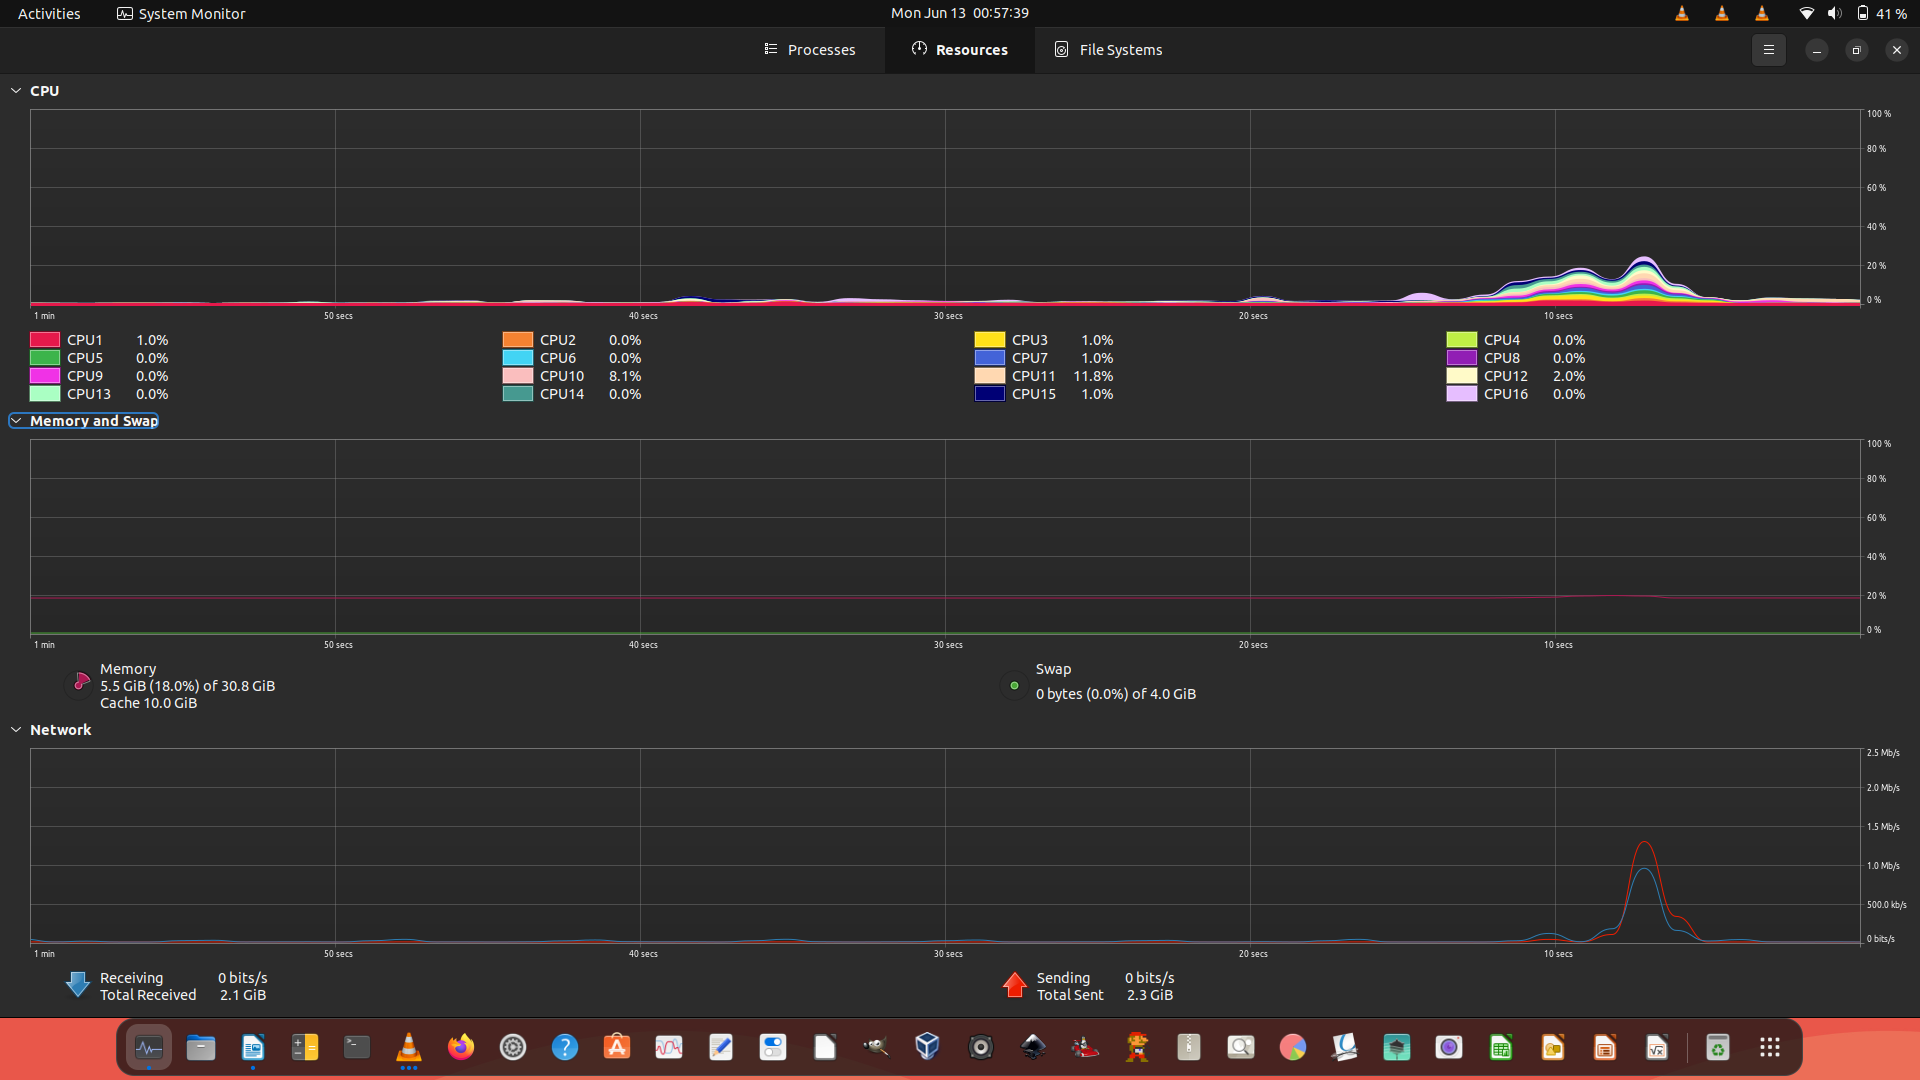 Activities System Monitor Mon Jun 13 00:57:39 41 %
Processes Resources File Systems
CPU
100 %
80 %
60 %
40 %
20 %
0 %
1 min 50 secs 40 secs 30 secs 20 secs 10 secs
CPU1 1.0% CPU2 0.0% CPU3 1.0% CPU4 0.0%
CPU5 0.0% CPU6 0.0% CPU7 1.0% CPU8 0.0%
CPU9 0.0% CPU10 8.1% CPU11 11.8% CPU12 2.0%
CPU13 0.0% CPU14 0.0% CPU15 1.0% CPU16 0.0%
Memory and Swap
100 %
80 %
60 %
40 %
20 %
0 %
1 min 50 secs 40 secs 30 secs 20 secs 10 secs
Memory Swap
5.5 GiB (18.0%) of 30.8 GiB 0 bytes (0.0%) of 4.0 GiB
Cache 10.0 GiB
Network
2.5 Mb/s
2.0 Mb/s
1.5 Mb/s
1.0 Mb/s
500.0 kb/s
0 bits/s
1 min 50 secs 40 secs 30 secs 20 secs 10 secs
Receiving 0 bits/s Sending 0 bits/s
Total Received 2.1 GiB Total Sent 2.3 GiB